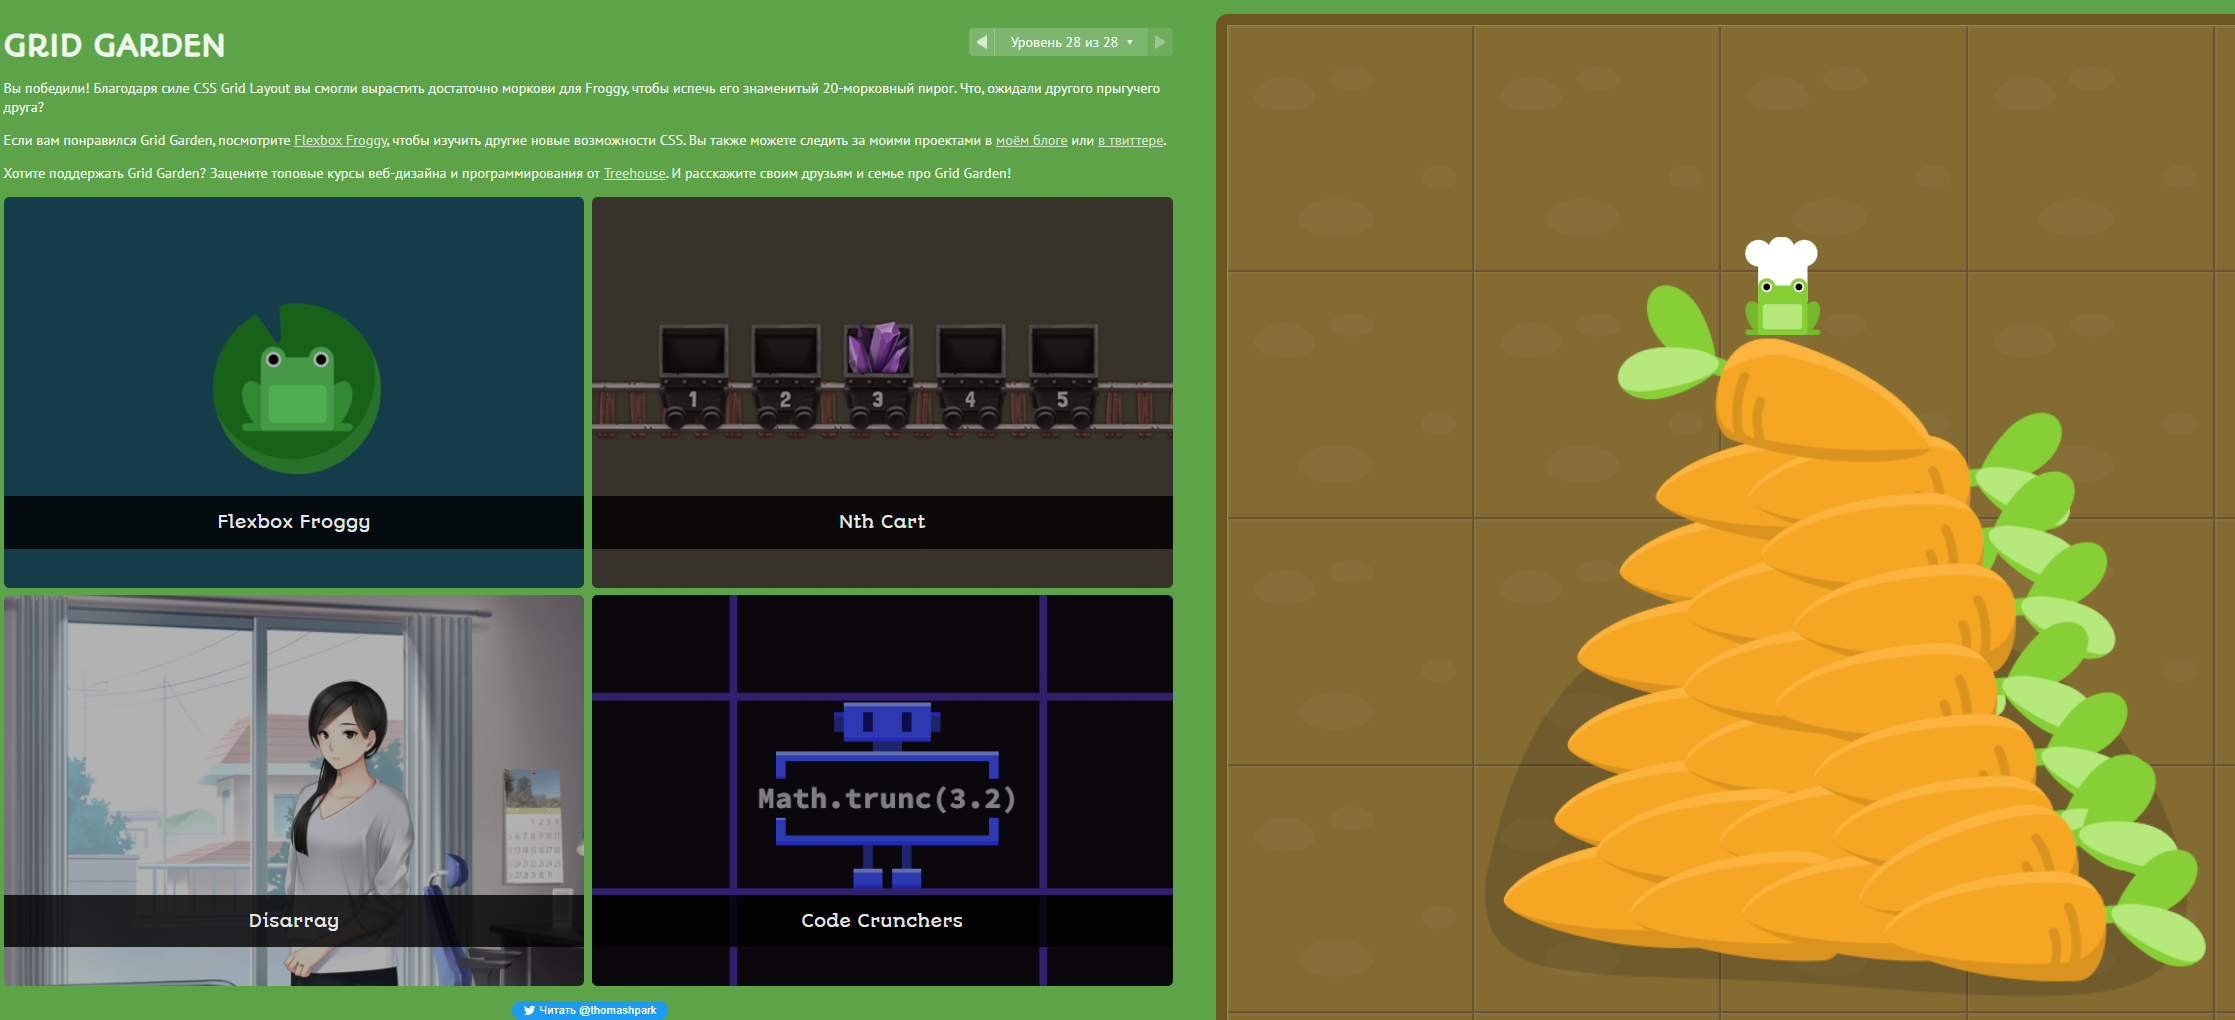 GRID GARDEN
Уровень 28 из 28
Вы победили! Благодаря силе CSS Grid Layout вы смогли вырастить достаточно моркови для Froggy, чтобы испечь его знаменитый 20-морковный пирог. Что, ожидали другого прыгучего
друга?
Если вам понравился Grid Garden, посмотрите Flexbox Froggy, чтобы изучить другие новые возможности CSS. Вы также можете следить за моими проектами в моём блоге или в твиттере.
Хотите поддержать Grid Garden? Зацените топовые курсы веб-дизайна и программирования от Treehouse. И расскажите своим друзьям и семье про Grid Garden!
1 2 3 4 5
Flexbox Froggy
Nth Cart
Math.trunc(3.2)
Disarray
Code Crunchers
Читать @thomashpark